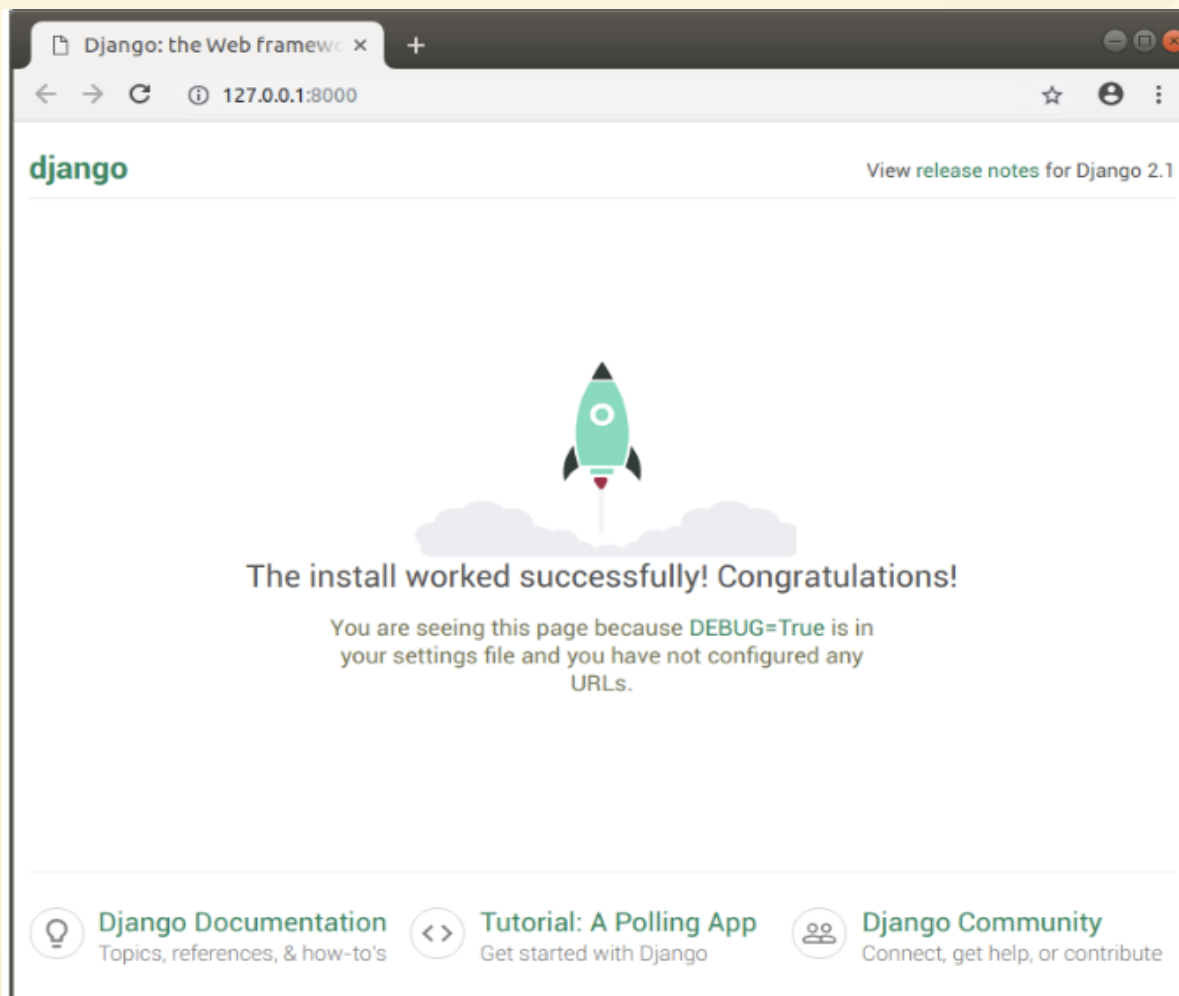 Django: the Web framewo
127.0.0.1:8000
django
View release notes for Django 2.1
The install worked successfully! Congratulations!
You are seeing this page because DEBUG=True is in
your settings file and you have not configured any
URLs.
Django Documentation
Topics, references, & how-to's
Tutorial: A Polling App
Get started with Django
Django Community
Connect, get help, or contribute